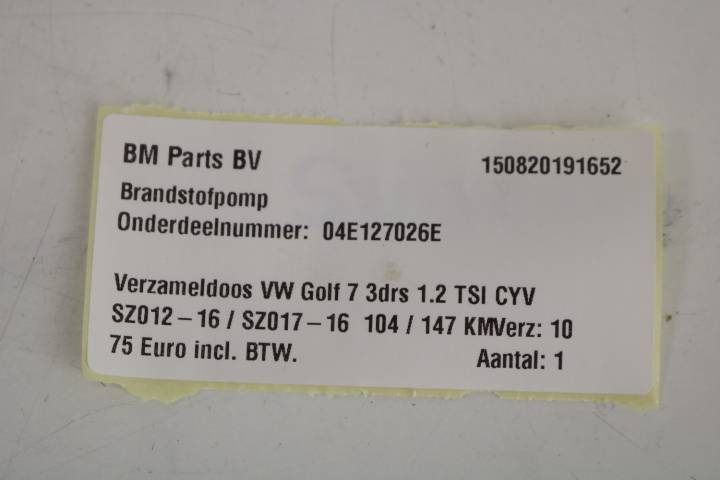 BM Parts BV 150820191652
Brandstofpomp
Onderdeelnummer: 04E127026E
Verzameldoos VW Golf 7 3drs 1.2 TSI CYV
SZ012-16 / SZ017-16 104 / 147 KMVerz: 10
75 Euro incl. BTW. Aantal: 1